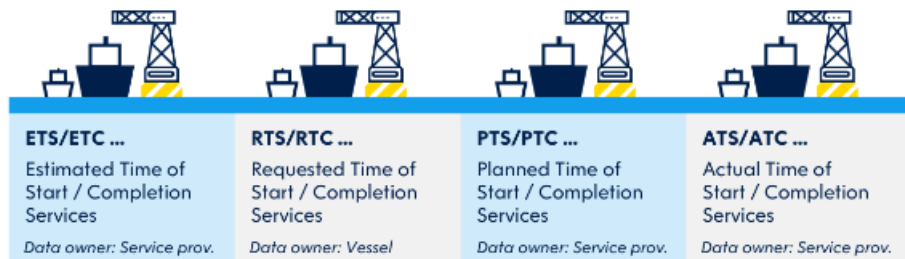 ETS/ETC ...
Estimated Time of
Start / Completion
Services
Data owner: Service prov.
RTS/RTC ...
Requested Time of
Start / Completion
Services
Data owner: Vessel
PTS/PTC ...
Planned Time of
Start / Completion
Services
Data owner: Service prov.
ATS/ATC ...
Actual Time of
Start / Completion
Services
Data owner: Service prov.